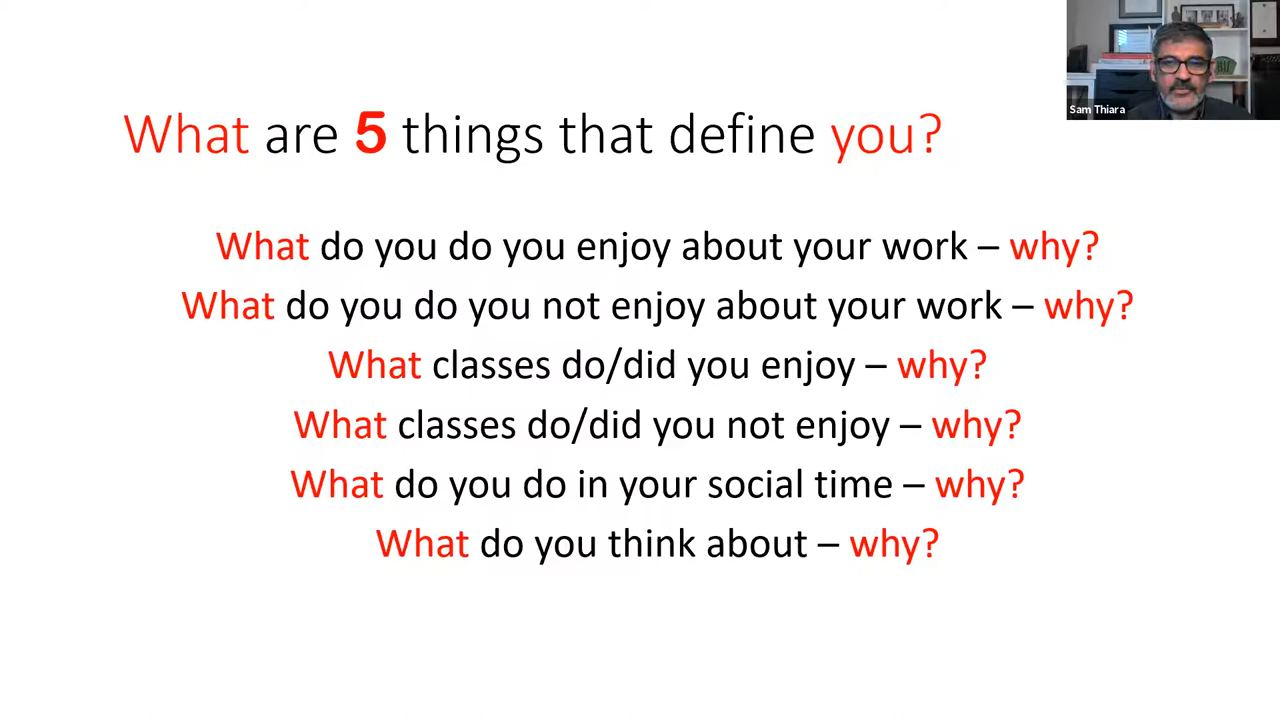 Sam Thiara
What are 5 things that define you?
What do you do you enjoy about your work – why?
What do you do you not enjoy about your work – why?
What classes do/did you enjoy – why?
What classes do/did you not enjoy – why?
What do you do in your social time – why?
What do you think about – why?